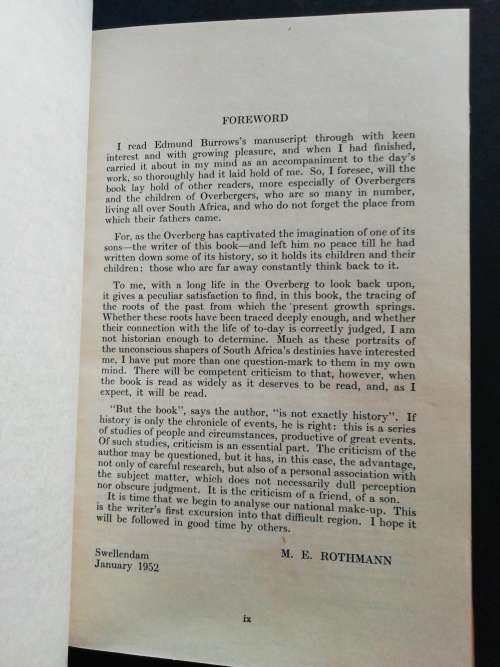 FOREWORD
I read Edmund Burrows's manuscript through with keen
interest and with growing pleasure, and when I had finished,
carried it about in my mind as an accompaniment to the day's
work, so thoroughly had it laid hold of me. So, I foresee, will the
book lay hold of other readers, more especially of Overbergers
and the children of Overbergers, who are so many in number,
living all over South Africa, and who do not forget the place from
which their fathers came.
For, as the Overberg has captivated the imagination of one of its
sons—the writer of this book—and left him no peace till he had
written down some of its history, so it holds its children and their
children: those who are far away constantly think back to it.
To me, with a long life in the Overberg to look back upon,
it gives a peculiar satisfaction to find, in this book, the tracing of
the roots of the past from which the present growth springs.
Whether these roots have been traced deeply enough, and whether
their connection with the life of to-day is correctly judged, I am
not historian enough to determine. Much as these portraits of
the unconscious shapers of South Africa's destinies have interested
me, I have put more than one question-mark to them in my own
mind. There will be competent criticism to that, however, when
the book is read as widely as it deserves to be read, and, as I
expect, it will be read.
"But the book", says the author, "is not exactly history". If
history is only the chronicle of events, he is right: this is a series
of studies of people and circumstances, productive of great events.
Of such studies, criticism is an essential part. The criticism of the
author may be questioned, but it has, in this case, the advantage,
not only of careful research, but also of a personal association with
the subject matter, which does not necessarily dull perception
nor obscure judgment. It is the criticism of a friend, of a son.
It is time that we begin to analyse our national make-up. This
is the writer's first excursion into that difficult region. I hope it
will be followed in good time by others.
M. E. ROTHMANN
Swellendam
January 1952
ix